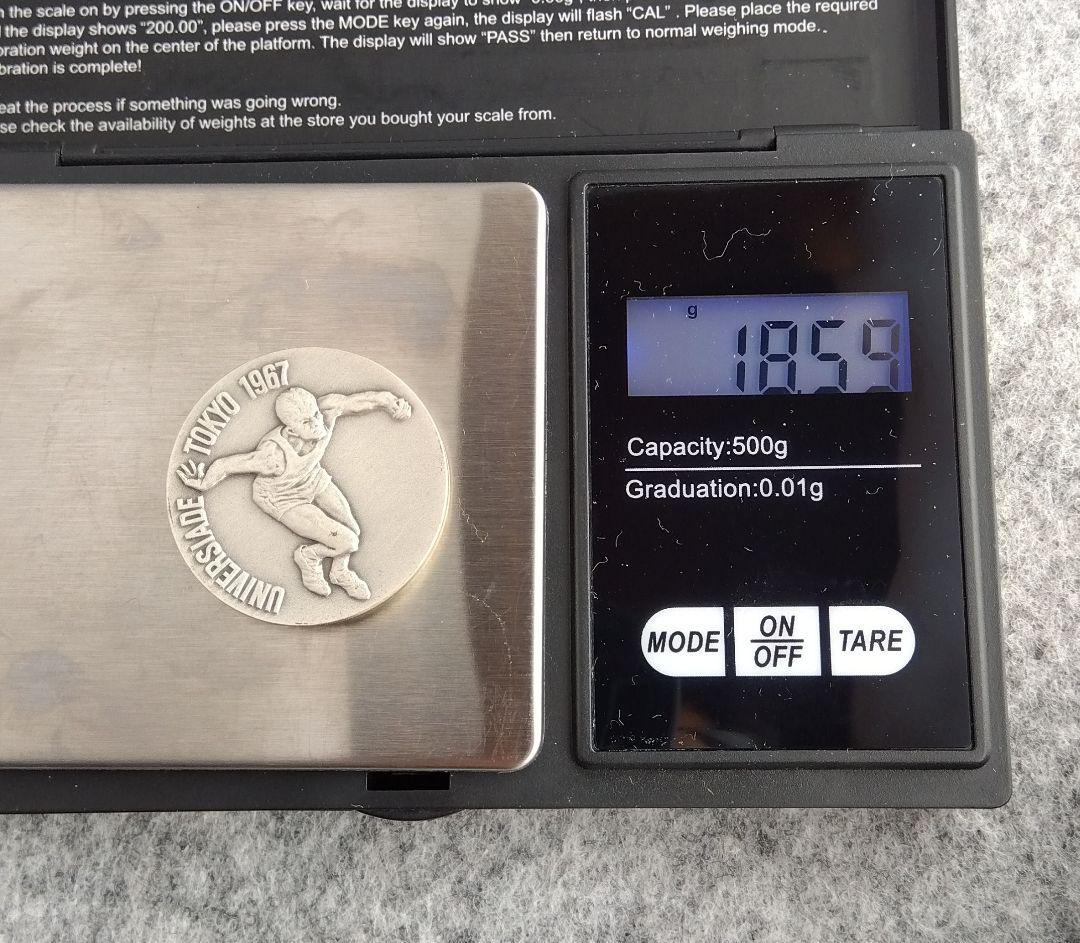 the scale on by pressing the ON/OFF key, wait for the display to show
the display shows "200.00", please press the MODE key again, the display will flash "CAL" . Please place the required
weight on the center of the platform. The display will show "PASS" then return to normal weighing mode..
is complete!
the process if something was going wrong.
check the availability of weights at the store you bought your scale from.
UNIVERSIADE TOKYO 1967
g
18.59
Capacity:500g
Graduation:0.01g
MODE
ON
OFF
TARE